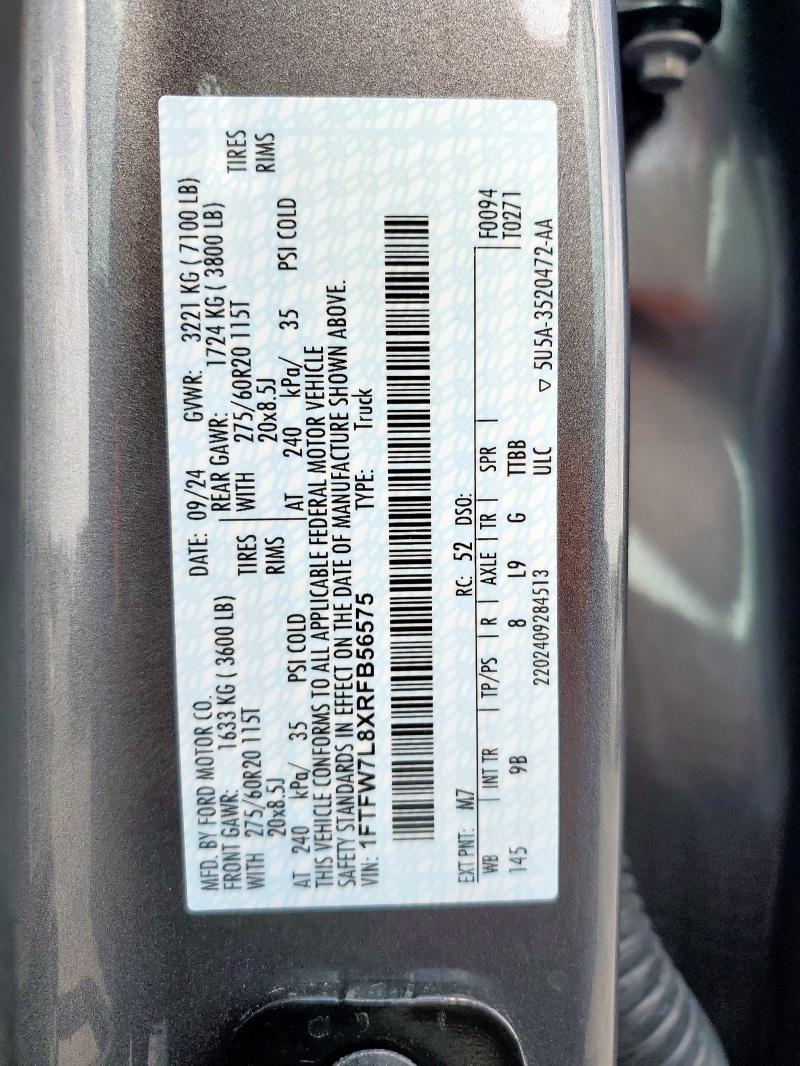 MFD. BY FORD MOTOR CO.
DATE: 09/24 GVWR: 3221 KG ( 7100 LB)
FRONT GAWR: 1633 KG ( 3600 LB)
REAR GAWR: 1724 KG ( 3800 LB)
WITH 275/60R20 115T TIRES
WITH 275/60R20 115T TIRES
20x8.5J RIMS
20x8.5J RIMS
AT 240 kPa/ 35 PSI COLD
AT 240 kPa/ 35 PSI COLD
THIS VEHICLE CONFORMS TO ALL APPLICABLE FEDERAL MOTOR VEHICLE
SAFETY STANDARDS IN EFFECT ON THE DATE OF MANUFACTURE SHOWN ABOVE.
VIN: 1FTFW7L8XRFB56575 TYPE: Truck
EXT PNT: M7 RC: 52 DSO:
WB | INT TR | TP/PS | R | AXLE | TR | SPR | F0094
145 9B 8 L9 G TTBB T0271
2202409284513 ULC ▽ 5U5A-3520472-AA